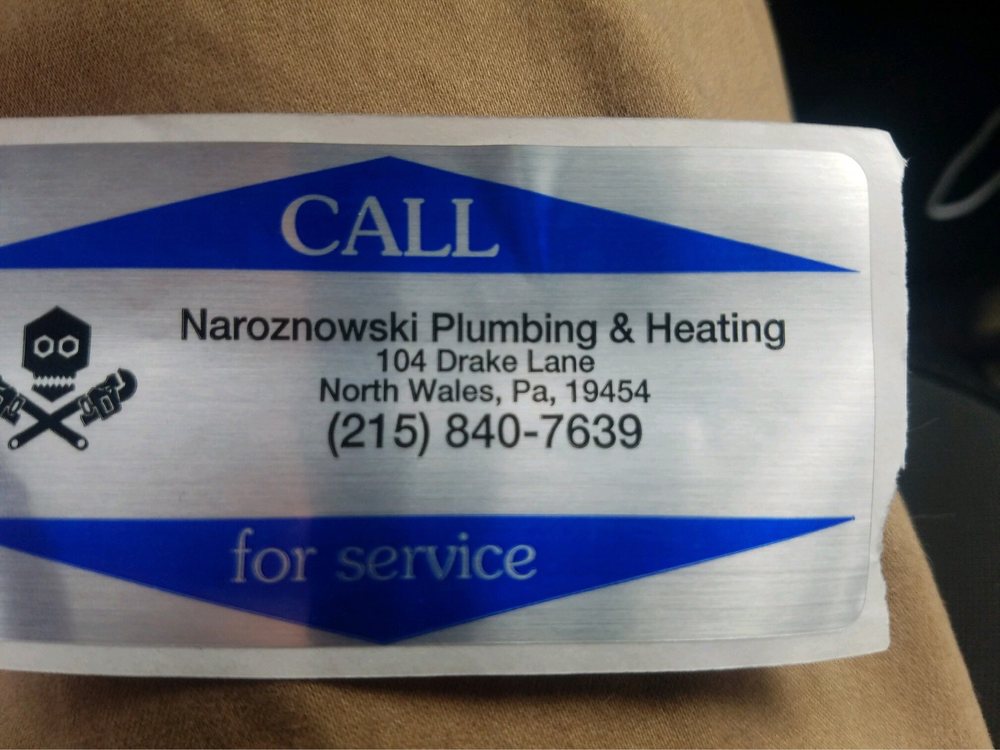 CALL
Naroznowski Plumbing & Heating
104 Drake Lane
North Wales, Pa, 19454
(215) 840-7639
for service